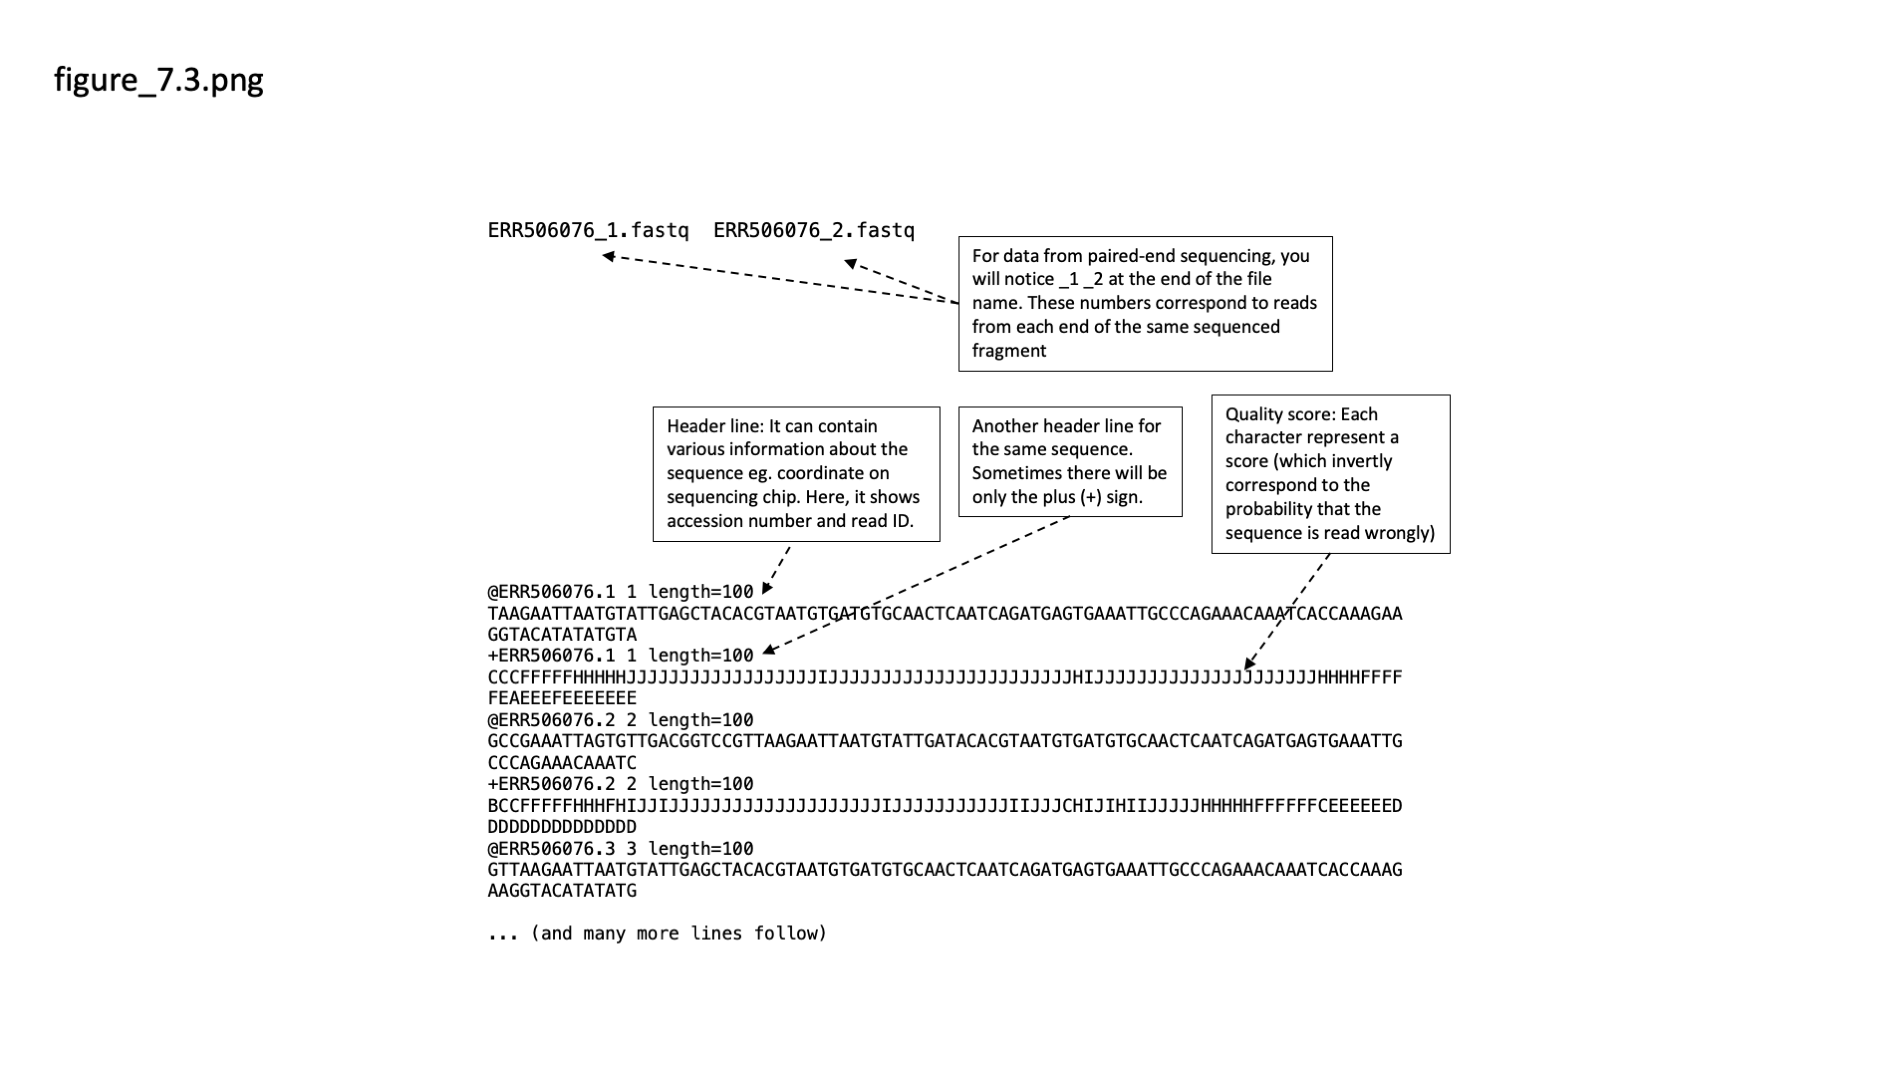 figure_7.3.png
ERR506076_1.fastq  ERR506076_2.fastq
For data from paired-end sequencing, you
will notice _1 _2 at the end of the file
name. These numbers correspond to reads
from each end of the same sequenced
fragment
Header line: It can contain
various information about the
sequence eg. coordinate on
sequencing chip. Here, it shows
accession number and read ID.
Another header line for
the same sequence.
Sometimes there will be
only the plus (+) sign.
Quality score: Each
character represent a
score (which invertly
correspond to the
probability that the
sequence is read wrongly)
@ERR506076.1 1 length=100
TAAGAATTAATGTATTGAGCTACACGTAATGTGATGTGCAACTCAATCAGATGAGTGAAATTGCCCAGAAACAAATCACCAAAGAA
GGTACATATATGTA
+ERR506076.1 1 length=100
CCCFFFFFHHHHHJJJJJJJJJJJJJJJJJJIJJJJJJJJJJJJJJJJJJJJJJJHIJJJJJJJJJJJJJJJJJJJJJHHHHFFFF
FEAEEEFEEEEEEE
@ERR506076.2 2 length=100
GCCGAAATTAGTGTTGACGGTCCGTTAAGAATTAATGTATTGATACACGTAATGTGATGTGCAACTCAATCAGATGAGTGAAATTG
CCCAGAAACAAATC
+ERR506076.2 2 length=100
BCCFFFFFHHHFHIJJIJJJJJJJJJJJJJJJJJJJJIJJJJJJJJJJJIIJJJCHIJIHIIJJJJJHHHHHFFFFFFCEEEEEED
DDDDDDDDDDDDDD
@ERR506076.3 3 length=100
GTTAAGAATTAATGTATTGAGCTACACGTAATGTGATGTGCAACTCAATCAGATGAGTGAAATTGCCCAGAAACAAATCACCAAAG
AAGGTACATATATG
... (and many more lines follow)